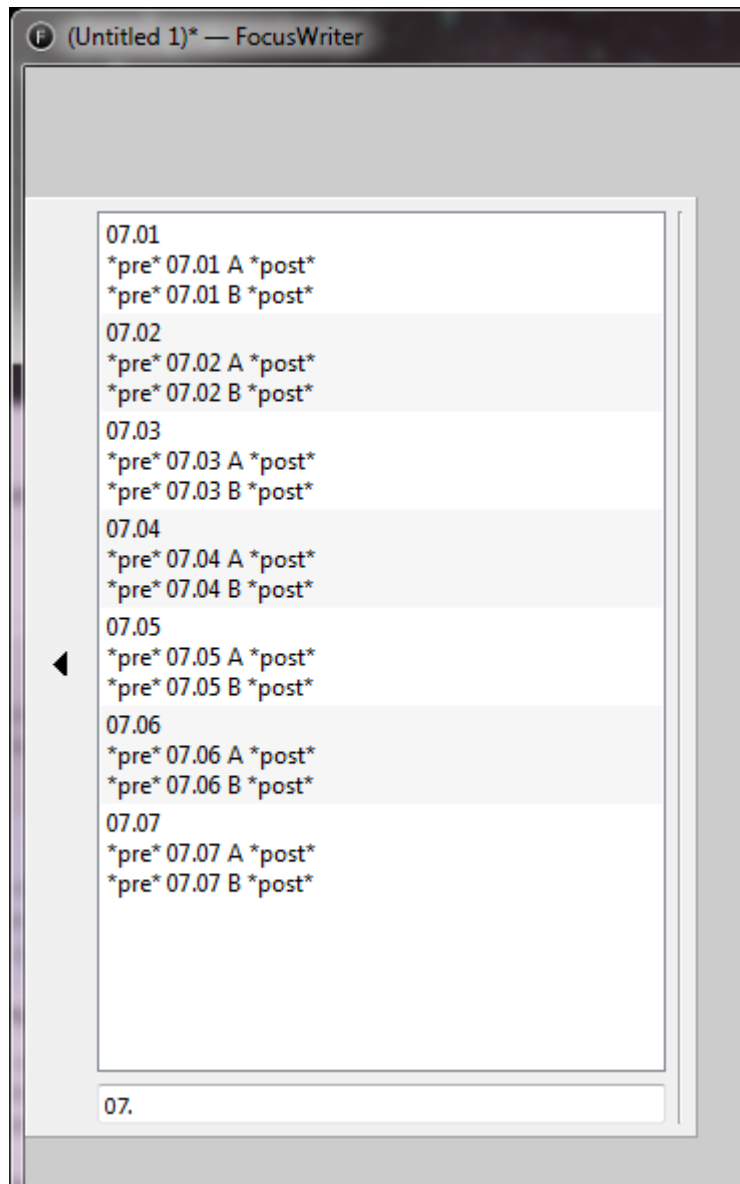 F (Untitled 1)* — FocusWriter
07.01
*pre* 07.01 A *post*
*pre* 07.01 B *post*
07.02
*pre* 07.02 A *post*
*pre* 07.02 B *post*
07.03
*pre* 07.03 A *post*
*pre* 07.03 B *post*
07.04
*pre* 07.04 A *post*
*pre* 07.04 B *post*
07.05
*pre* 07.05 A *post*
*pre* 07.05 B *post*
07.06
*pre* 07.06 A *post*
*pre* 07.06 B *post*
07.07
*pre* 07.07 A *post*
*pre* 07.07 B *post*
07.